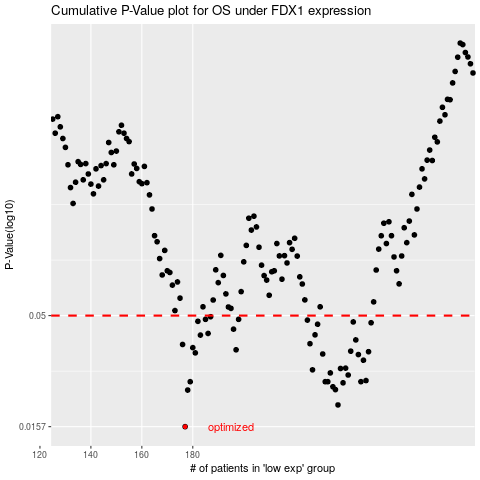 Cumulative P-Value plot for OS under FDX1 expression
P-Value(log10)
0.05
0.0157
optimized
120 140 160 180
# of patients in 'low exp' group